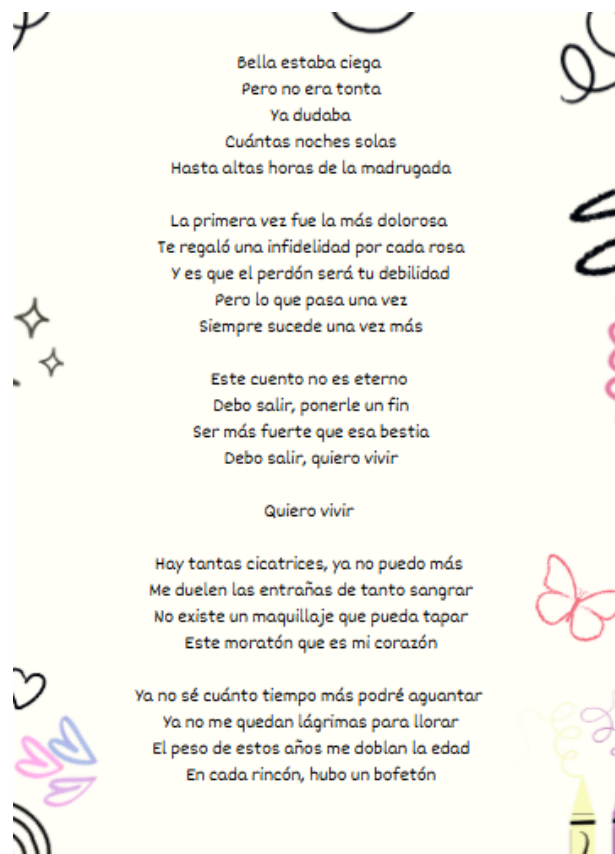 Bella estaba ciega
Pero no era tonta
Ya dudaba
Cuántas noches solas
Hasta altas horas de la madrugada
La primera vez fue la más dolorosa
Te regaló una infidelidad por cada rosa
Y es que el perdón será tu debilidad
Pero lo que pasa una vez
Siempre sucede una vez más
Este cuento no es eterno
Debo salir, ponerle un fin
Ser más fuerte que esa bestia
Debo salir, quiero vivir
Quiero vivir
Hay tantas cicatrices, ya no puedo más
Me duelen las entrañas de tanto sangrar
No existe un maquillaje que pueda tapar
Este moratón que es mi corazón
Ya no sé cuánto tiempo más podré aguantar
Ya no me quedan lágrimas para llorar
El peso de estos años me doblan la edad
En cada rincón, hubo un bofetón